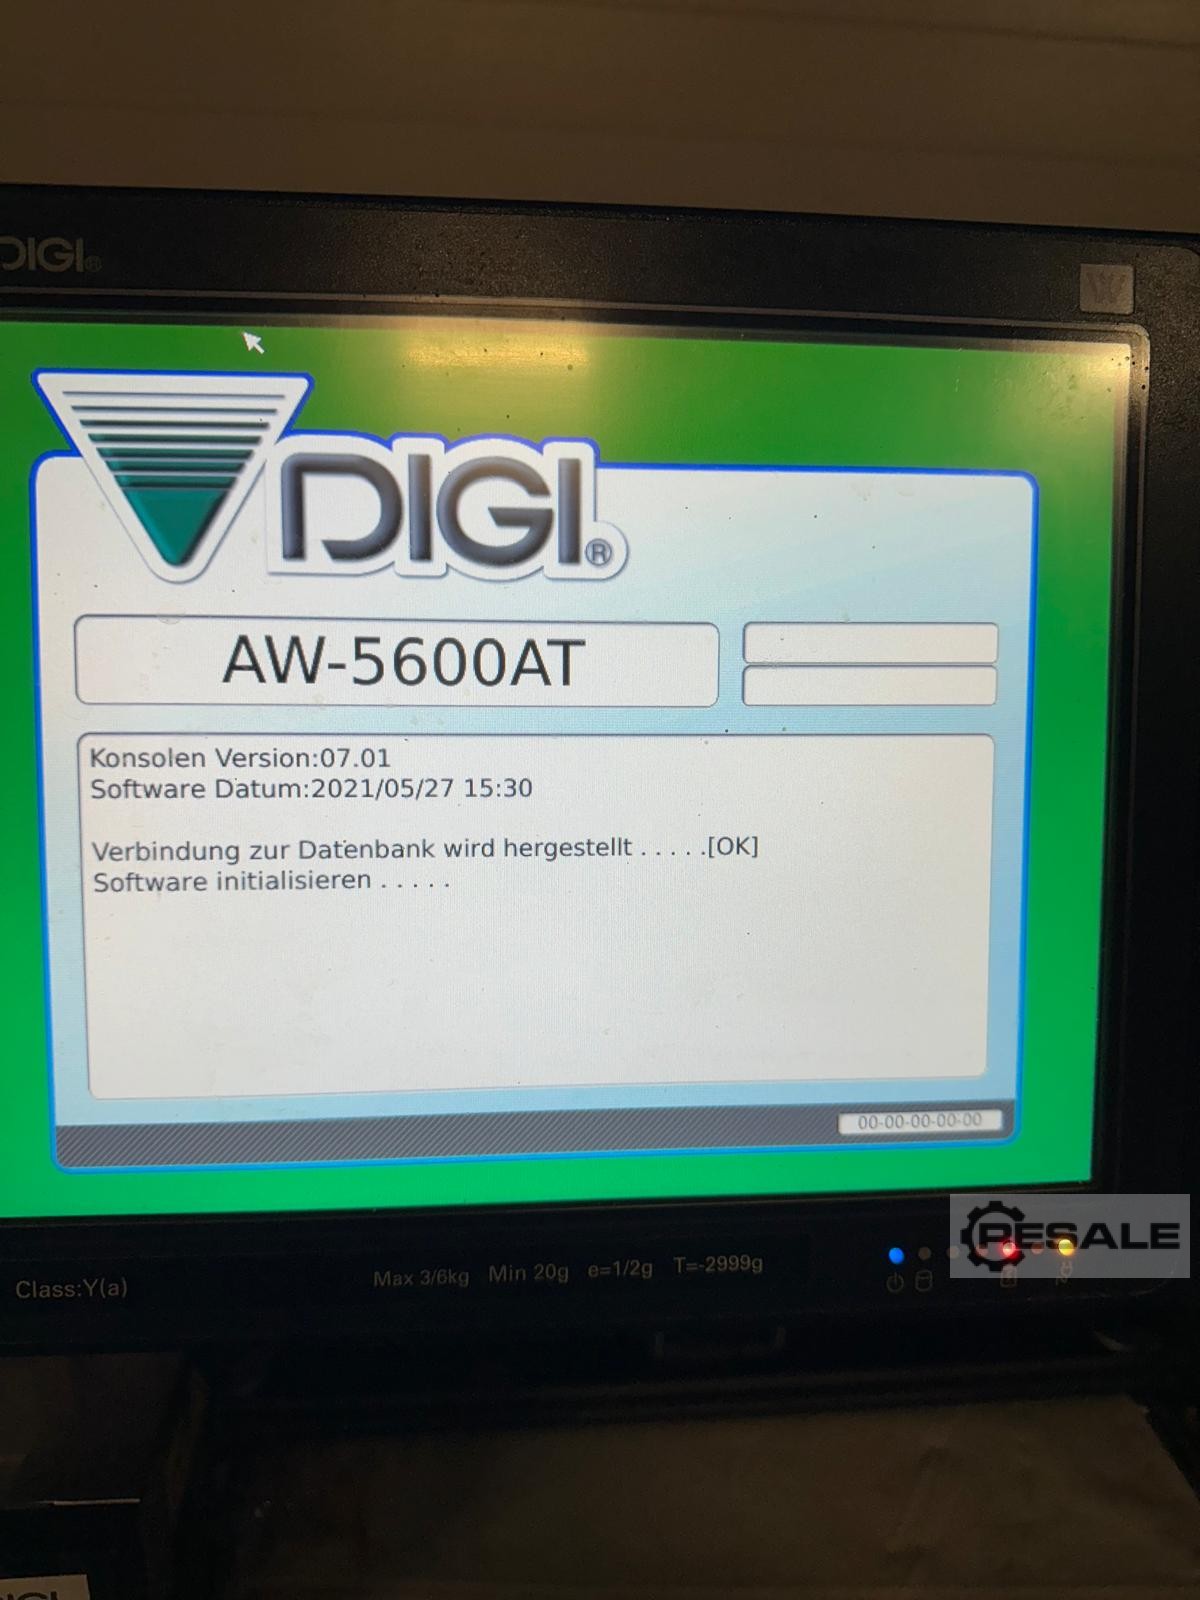 DIGI®
DIGI®
AW-5600AT
Konsolen Version:07.01
Software Datum:2021/05/27 15:30
Verbindung zur Datenbank wird hergestellt . . . . .[OK]
Software initialisieren . . . . .
00-00-00-00-00
RESALE
Class:Y(a)
Max 3/6kg Min 20g e=1/2g T=-2999g
DIGI